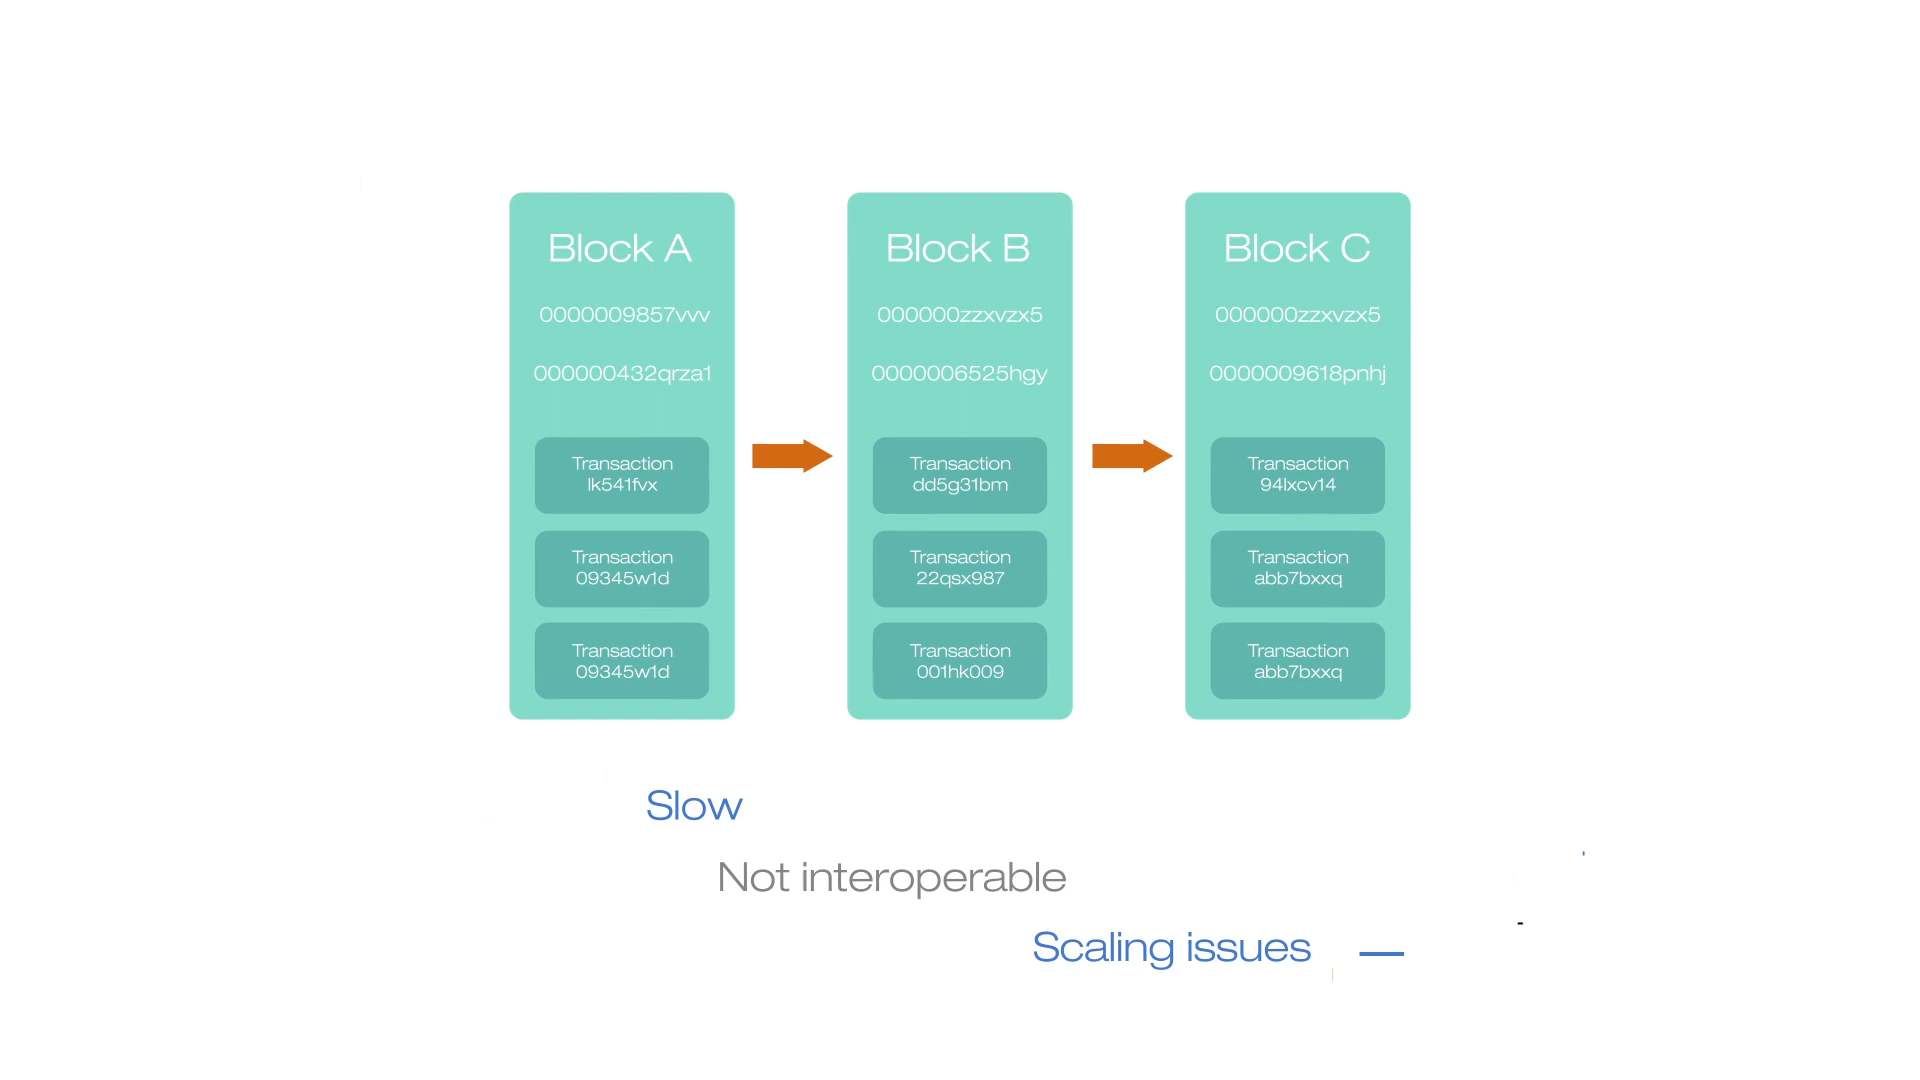 Block A
0000009857vvv
000000432qrza1
Transaction
lk541fvx
Transaction
09345w1d
Transaction
09345w1d
Block B
000000zzxvzx5
0000006525hgy
Transaction
dd5g31bm
Transaction
22qsx987
Transaction
001hk009
Block C
000000zzxvzx5
0000009618pnhj
Transaction
94lxcv14
Transaction
abb7bxxq
Transaction
abb7bxxq
Slow
Not interoperable
Scaling issues